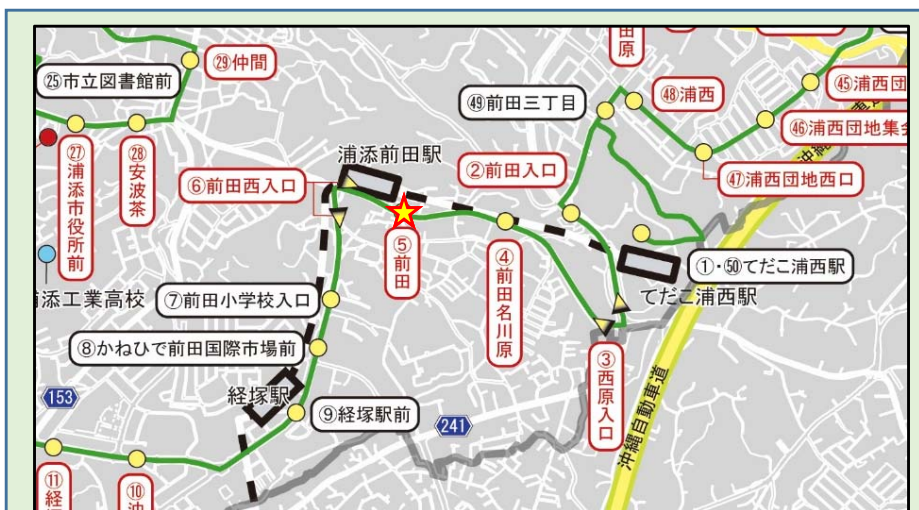 ㉙仲間
㉕市立図書館前
田原
㊺浦西団
㊾前田三丁目
㊽浦西
㊻浦西団地集会
浦添前田駅
㉗浦添市役所前
㉘安波茶
⑥前田西入口
②前田入口
㊼浦西団地西口
⑤前田
④前田名川原
①・㊿てだこ浦西駅
てだこ浦西駅
添工業高校
⑦前田小学校入口
⑧かねひで前田国際市場前
③西原入口
経塚駅
153
⑨経塚駅前
241
沖縄自動車道
沖縄
⑪経
⑩沖